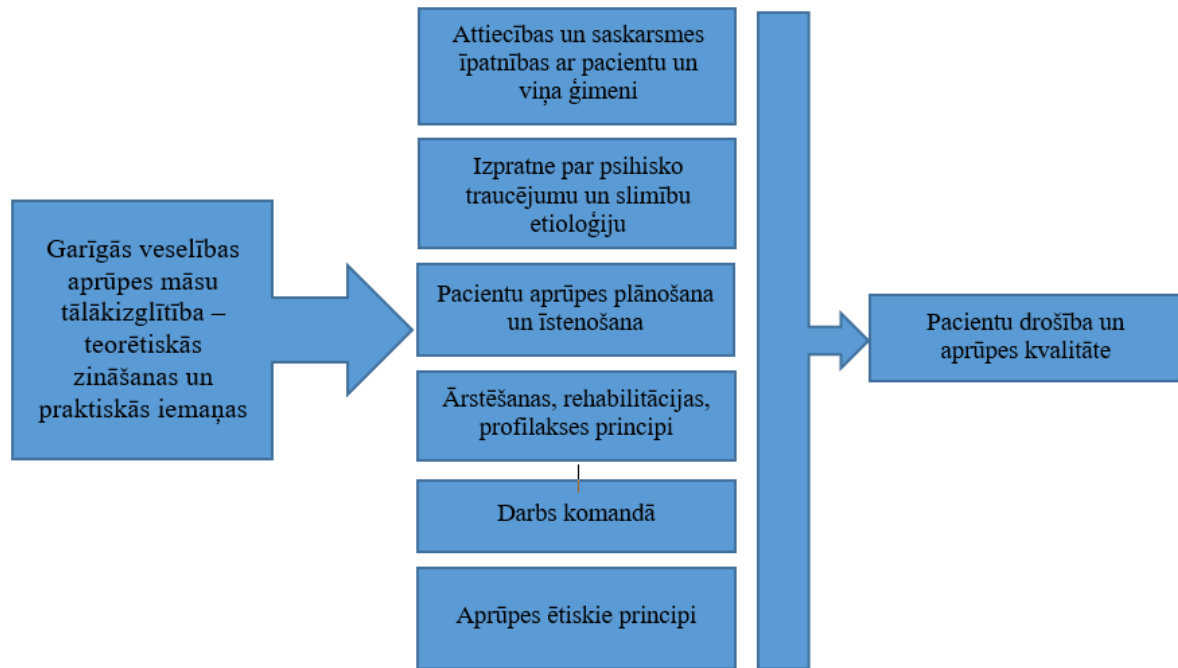 Garīgās veselības
aprūpes māsu
tālākizglītība –
teorētiskās
zināšanas un
praktiskās iemaņas
Attiecības un saskarsmes
īpatnības ar pacientu un
viņa ģimeni
Izpratne par psihisko
traucējumu un slimību
etioloģiju
Pacientu aprūpes plānošana
un īstenošana
Ārstēšanas, rehabilitācijas,
profilakses principi
Darbs komandā
Aprūpes ētiskie principi
Pacientu drošība un
aprūpes kvalitāte